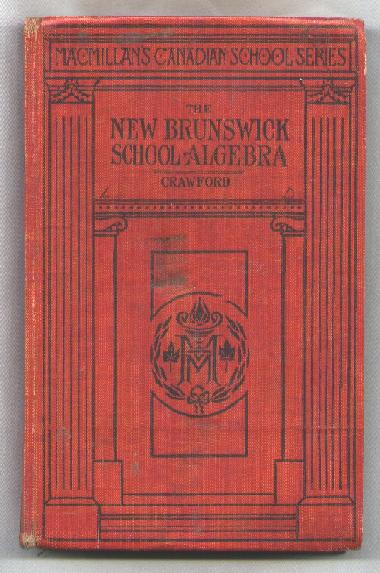 MACMILLAN'S CANADIAN SCHOOL SERIES
THE
NEW BRUNSWICK
SCHOOL ALGEBRA
CRAWFORD